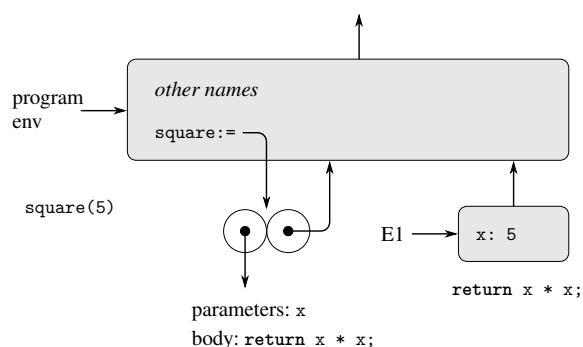 other names
program
env
square:=
square(5)
E1
x: 5
return x * x;
parameters: x
body: return x * x;